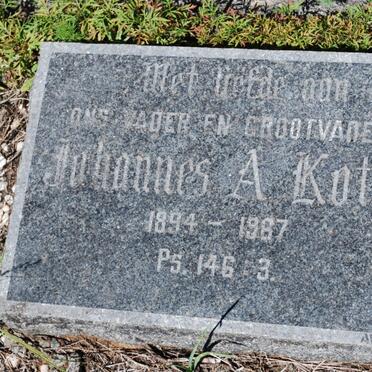 Met liefde aan
ONS VADER EN GROOTVADE
Johannes A Kot
1894 - 1987
Ps. 146:3.